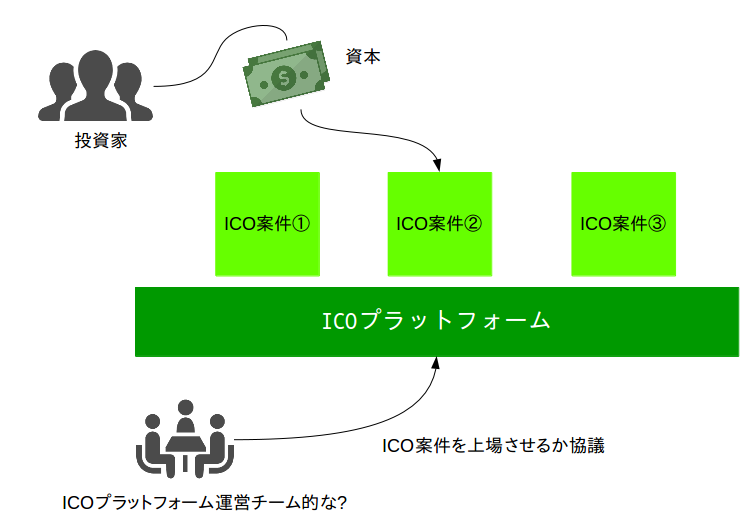 資本
投資家
ICO案件①
ICO案件②
ICO案件③
ICOプラットフォーム
ICO案件を上場させるか協議
ICOプラットフォーム運営チーム的な?